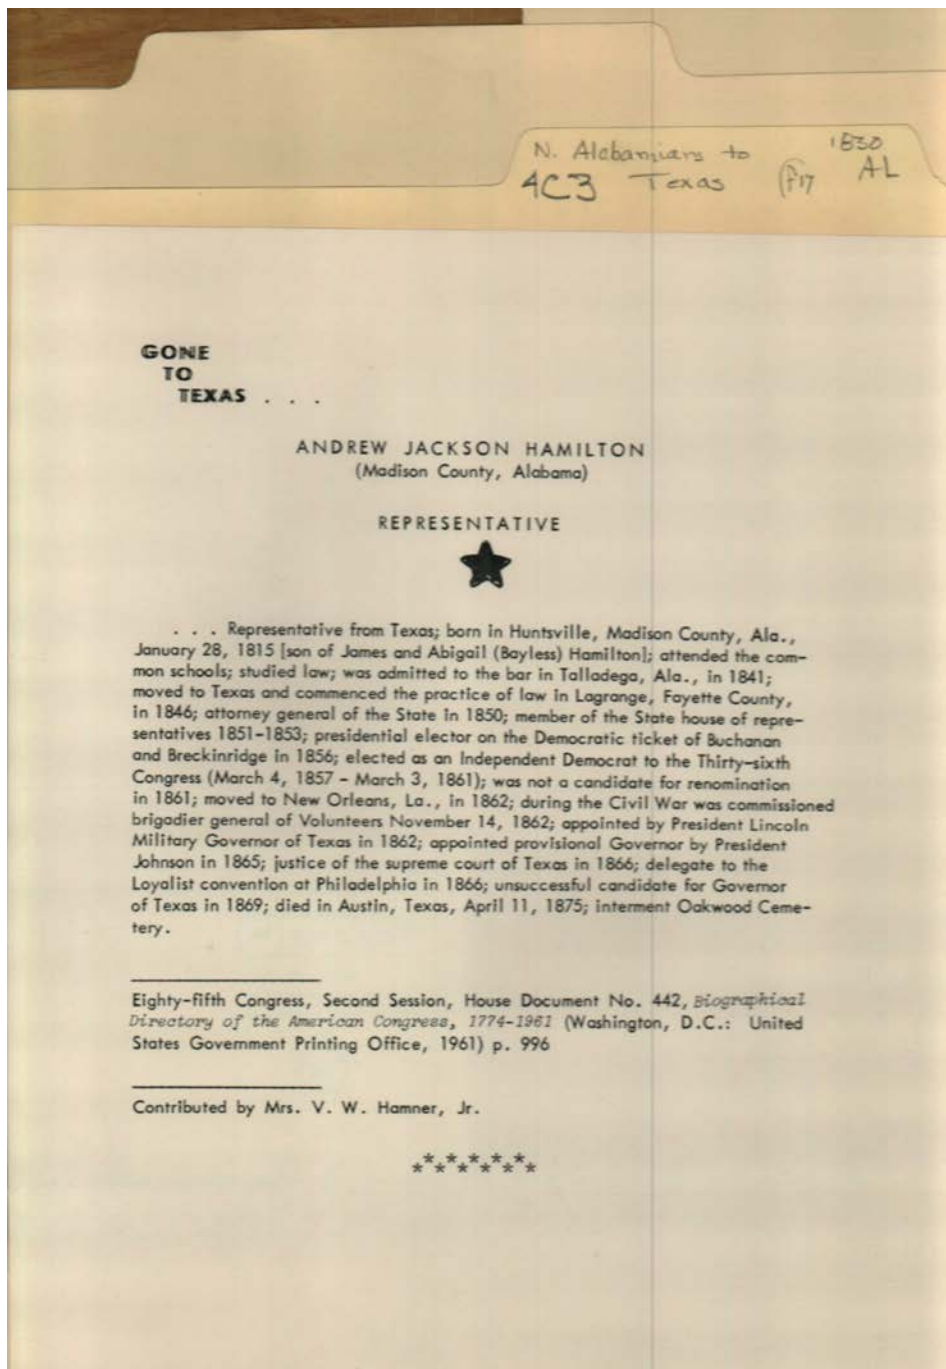 N. Alabamians to 1830
4C3 Texas F17 AL
GONE
TO
TEXAS . . .
ANDREW JACKSON HAMILTON
(Madison County, Alabama)
REPRESENTATIVE
. . . Representative from Texas; born in Huntsville, Madison County, Ala.,
January 28, 1815 [son of James and Abigail (Bayless) Hamilton]; attended the com-
mon schools; studied law; was admitted to the bar in Talladega, Ala., in 1841;
moved to Texas and commenced the practice of law in Lagrange, Fayette County,
in 1846; attorney general of the State in 1850; member of the State house of repre-
sentatives 1851-1853; presidential elector on the Democratic ticket of Buchanan
and Breckinridge in 1856; elected as an Independent Democrat to the Thirty-sixth
Congress (March 4, 1857 - March 3, 1861); was not a candidate for renomination
in 1861; moved to New Orleans, La., in 1862; during the Civil War was commissioned
brigadier general of Volunteers November 14, 1862; appointed by President Lincoln
Military Governor of Texas in 1862; appointed provisional Governor by President
Johnson in 1865; justice of the supreme court of Texas in 1866; delegate to the
Loyalist convention at Philadelphia in 1866; unsuccessful candidate for Governor
of Texas in 1869; died in Austin, Texas, April 11, 1875; interment Oakwood Ceme-
tery.
Eighty-fifth Congress, Second Session, House Document No. 442, Biographical
Directory of the American Congress, 1774-1961 (Washington, D.C.: United
States Government Printing Office, 1961) p. 996
Contributed by Mrs. V. W. Hamner, Jr.
*************